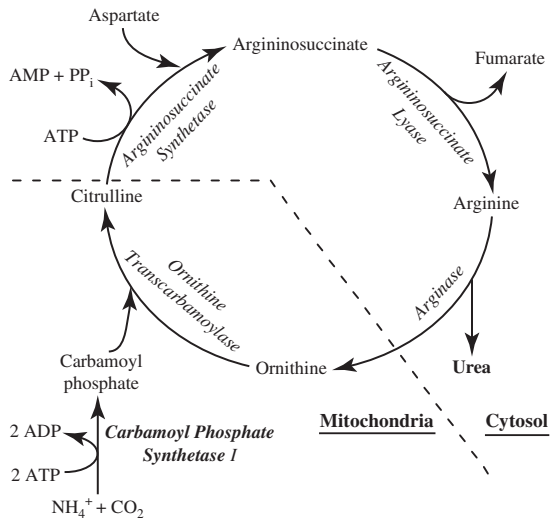 Aspartate
Argininosuccinate
Fumarate
AMP + PPi
ATP
Argininosuccinate
Synthetase
Argininosuccinate
Lyase
Citrulline
Arginine
Ornithine
Transcarbamoylase
Arginase
Carbamoyl
phosphate
Ornithine
Urea
Mitochondria
Cytosol
2 ADP
2 ATP
Carbamoyl Phosphate
Synthetase I
NH4+ + CO2